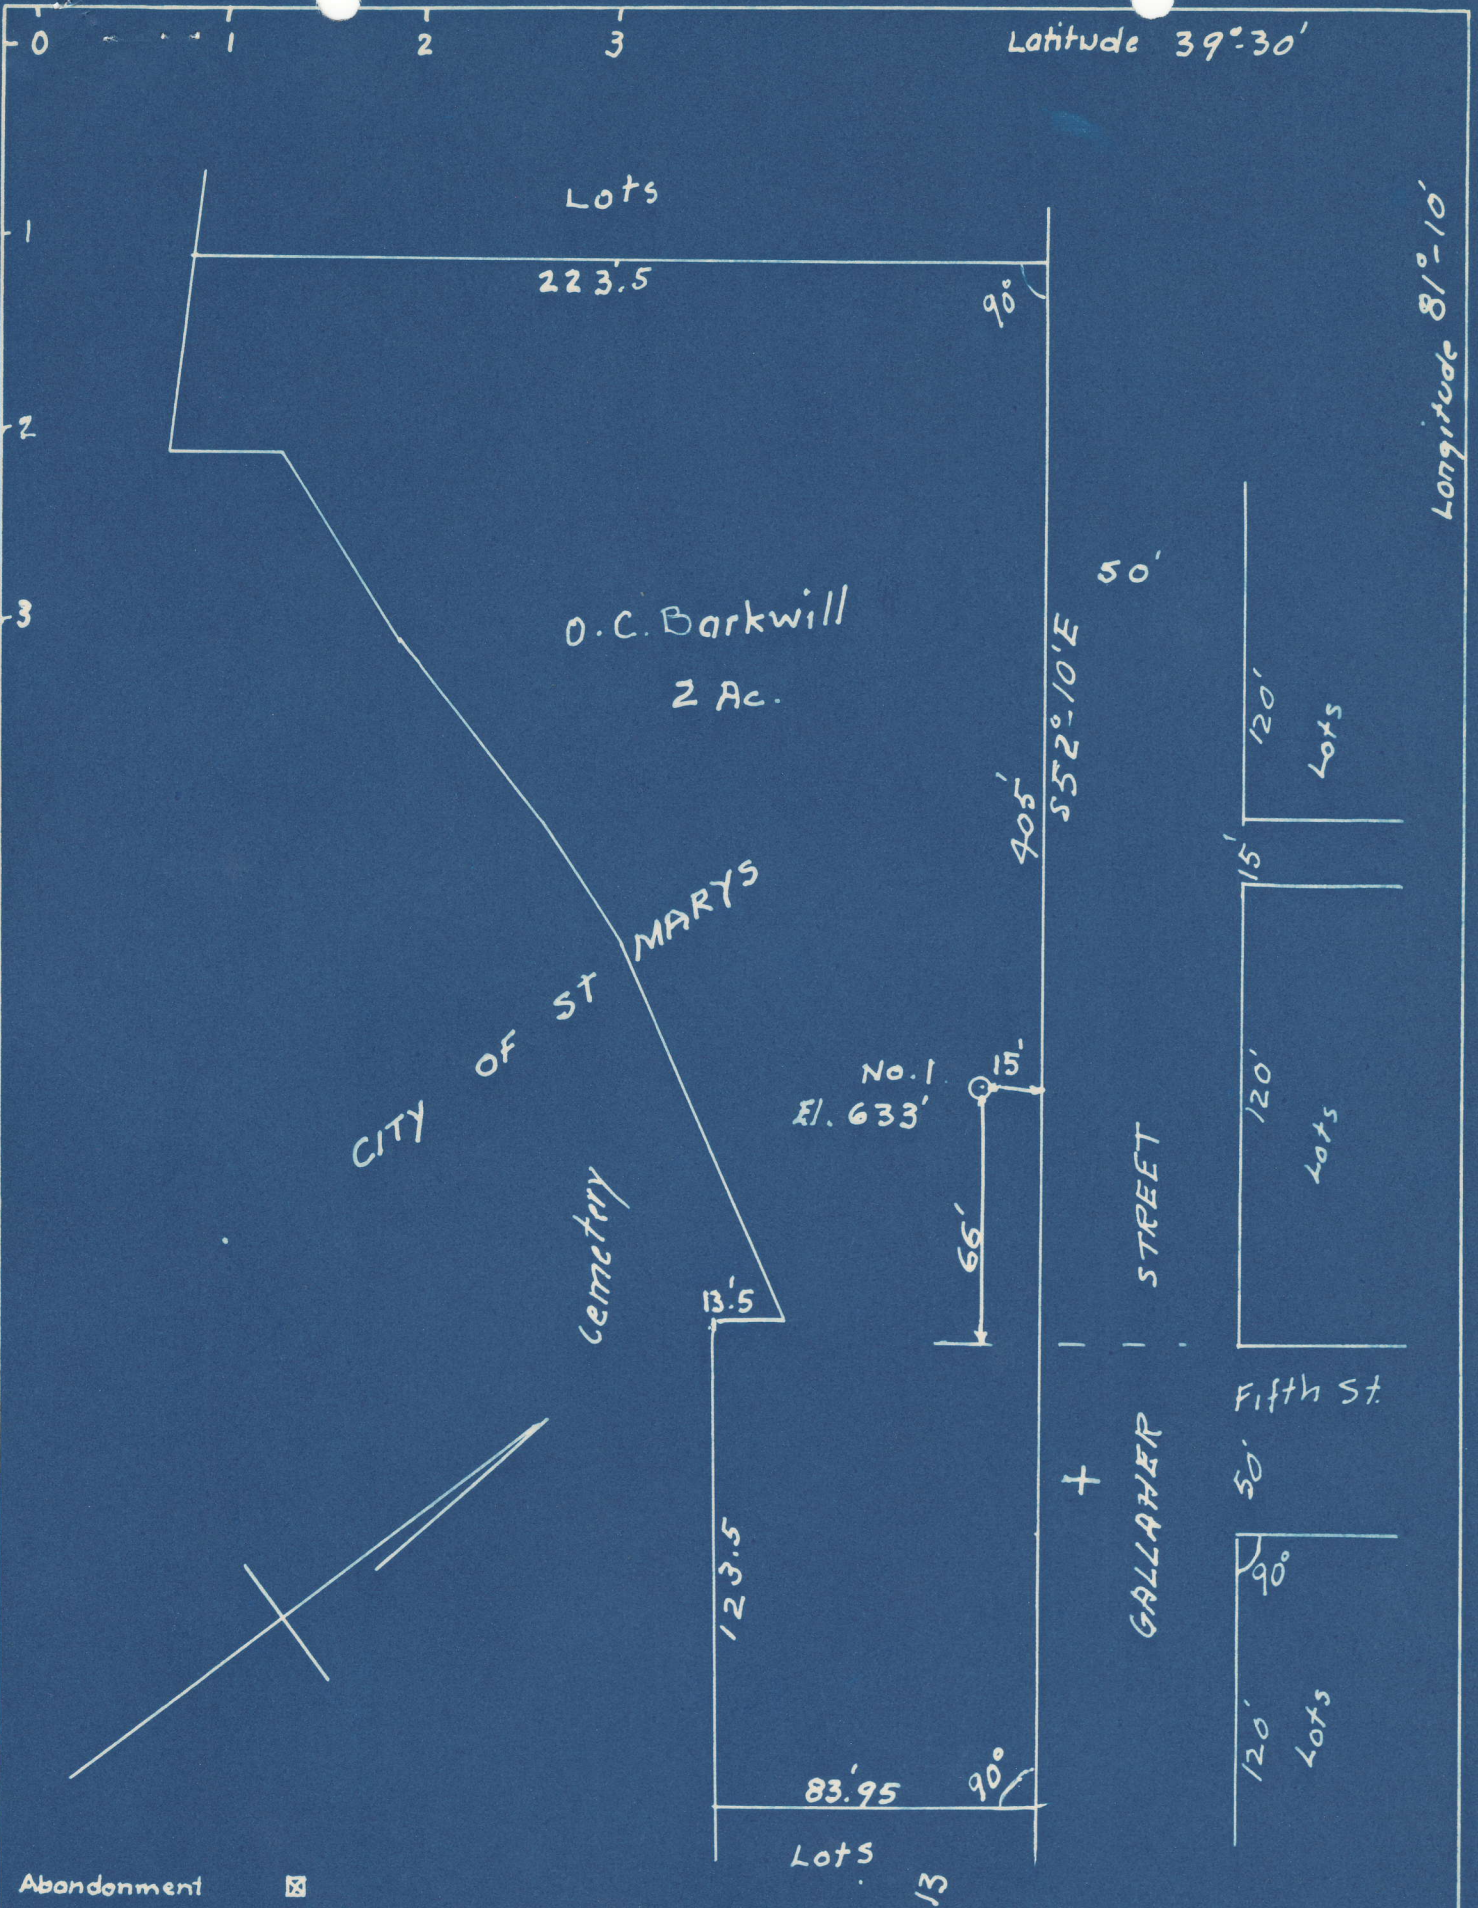 0 1 2 3
Latitude 39°-30'
Longitude 81°-10'
1
2
3
Lots
223'.5
90°
50'
O.C. Barkwill
2 Ac.
S52°-10'E
405'
120'
Lots
15'
CITY OF ST MARYS
No. 1
El. 633'
15'
66'
120'
Lots
Cemetery
13'.5
STREET
GALLAHER
Fifth St.
50'
90°
123.5
120'
Lots
83'.95
90°
Lots
13
Abandonment